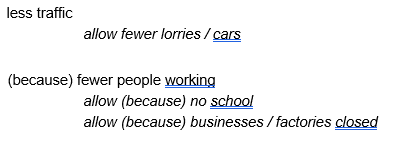 less traffic
allow fewer lorries / cars
(because) fewer people working
allow (because) no school
allow (because) businesses / factories closed